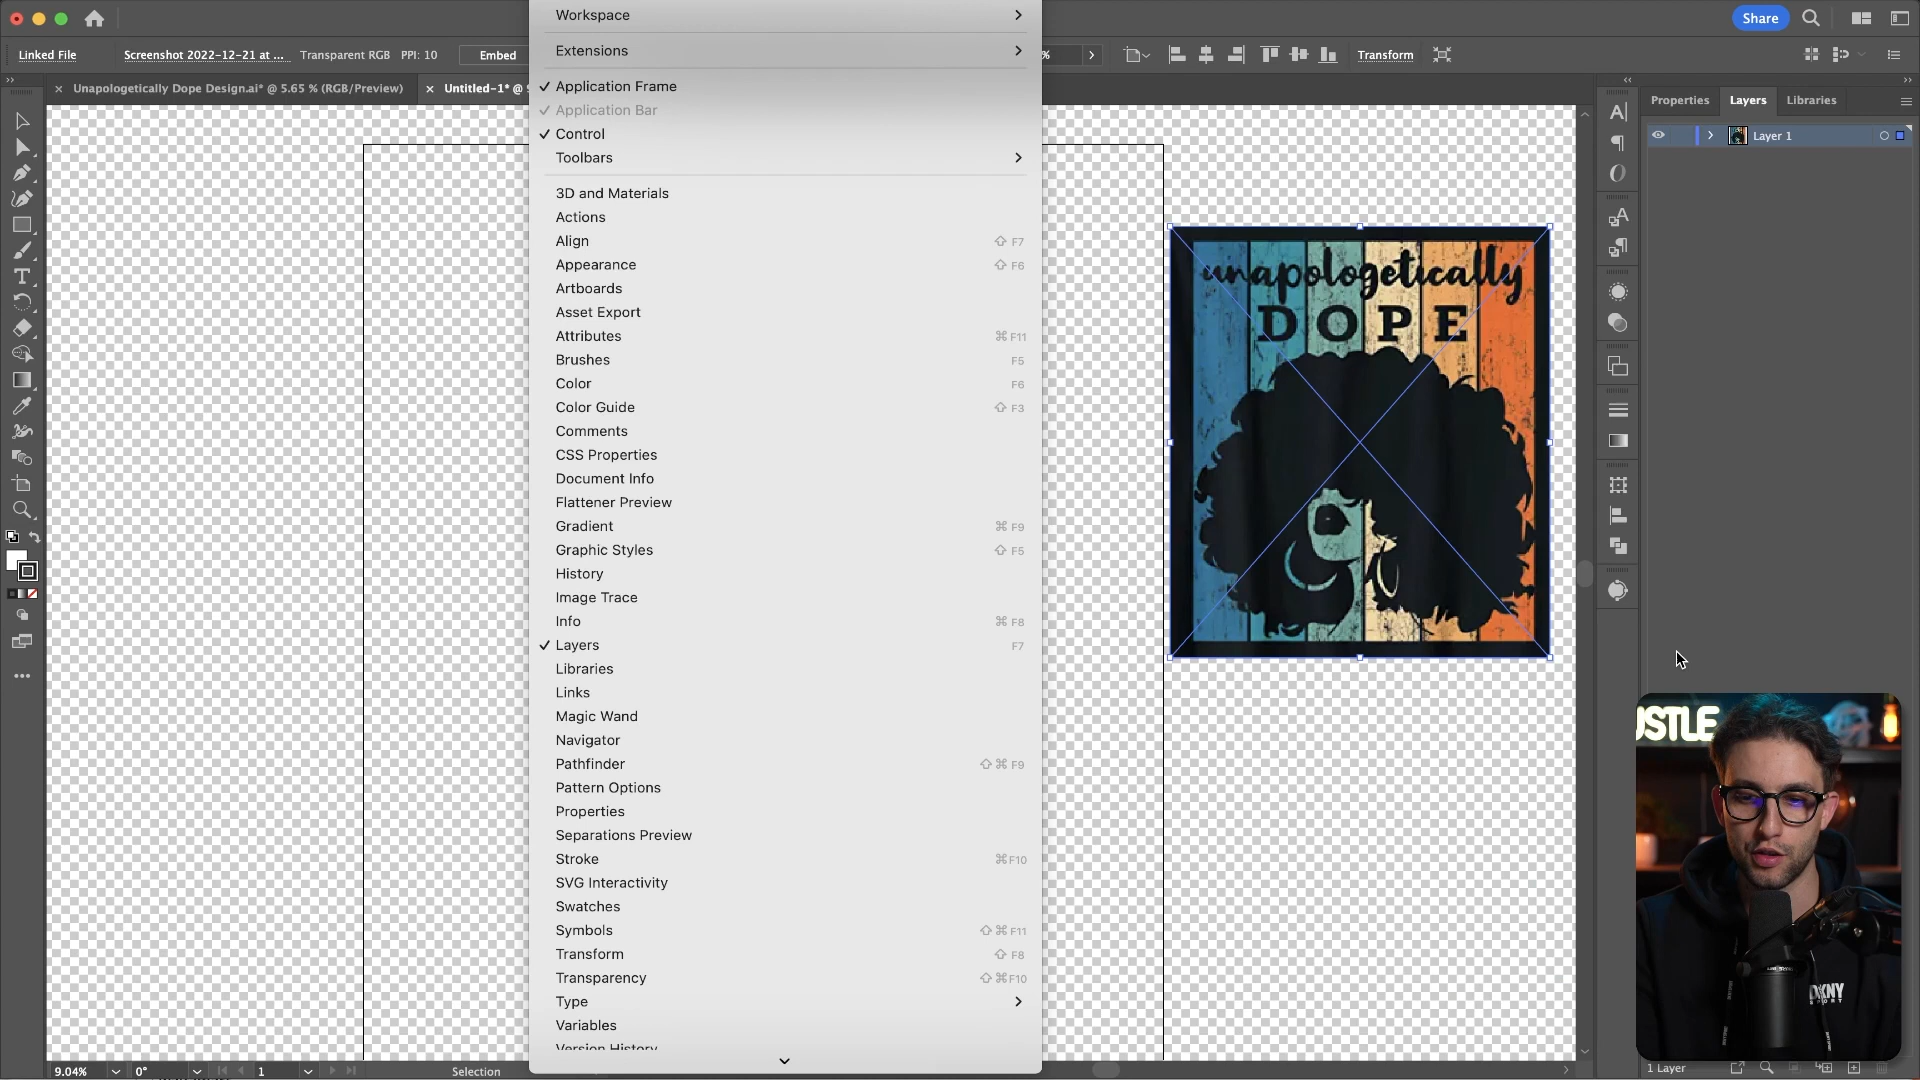 Workspace
Share
Extensions
Linked File
Screenshot 2022-12-21 at ...
Transparent RGB
PPI: 10
Embed
%
Transform
Unapologetically Dope Design.ai* @ 5.65 % (RGB/Preview)
Untitled-1* @
Application Frame
Application Bar
Control
Toolbars
3D and Materials
Actions
Align ⇧ F7
Appearance ⇧ F6
Artboards
Asset Export
Attributes ⌘ F11
Brushes F5
Color F6
Color Guide ⇧ F3
Comments
CSS Properties
Document Info
Flattener Preview
Gradient ⌘ F9
Graphic Styles ⇧ F5
History
Image Trace
Info ⌘ F8
Layers F7
Libraries
Links
Magic Wand
Navigator
Pathfinder ⇧ ⌘ F9
Pattern Options
Properties
Separations Preview
Stroke ⌘F10
SVG Interactivity
Swatches
Symbols ⇧ ⌘ F11
Transform ⇧ F8
Transparency ⇧ ⌘F10
Type
Variables
Version History
unapologetically
DOPE
Properties
Layers
Libraries
Layer 1
USTLE
DKNY
SPORT
9.04%
0°
1
Selection
1 Layer